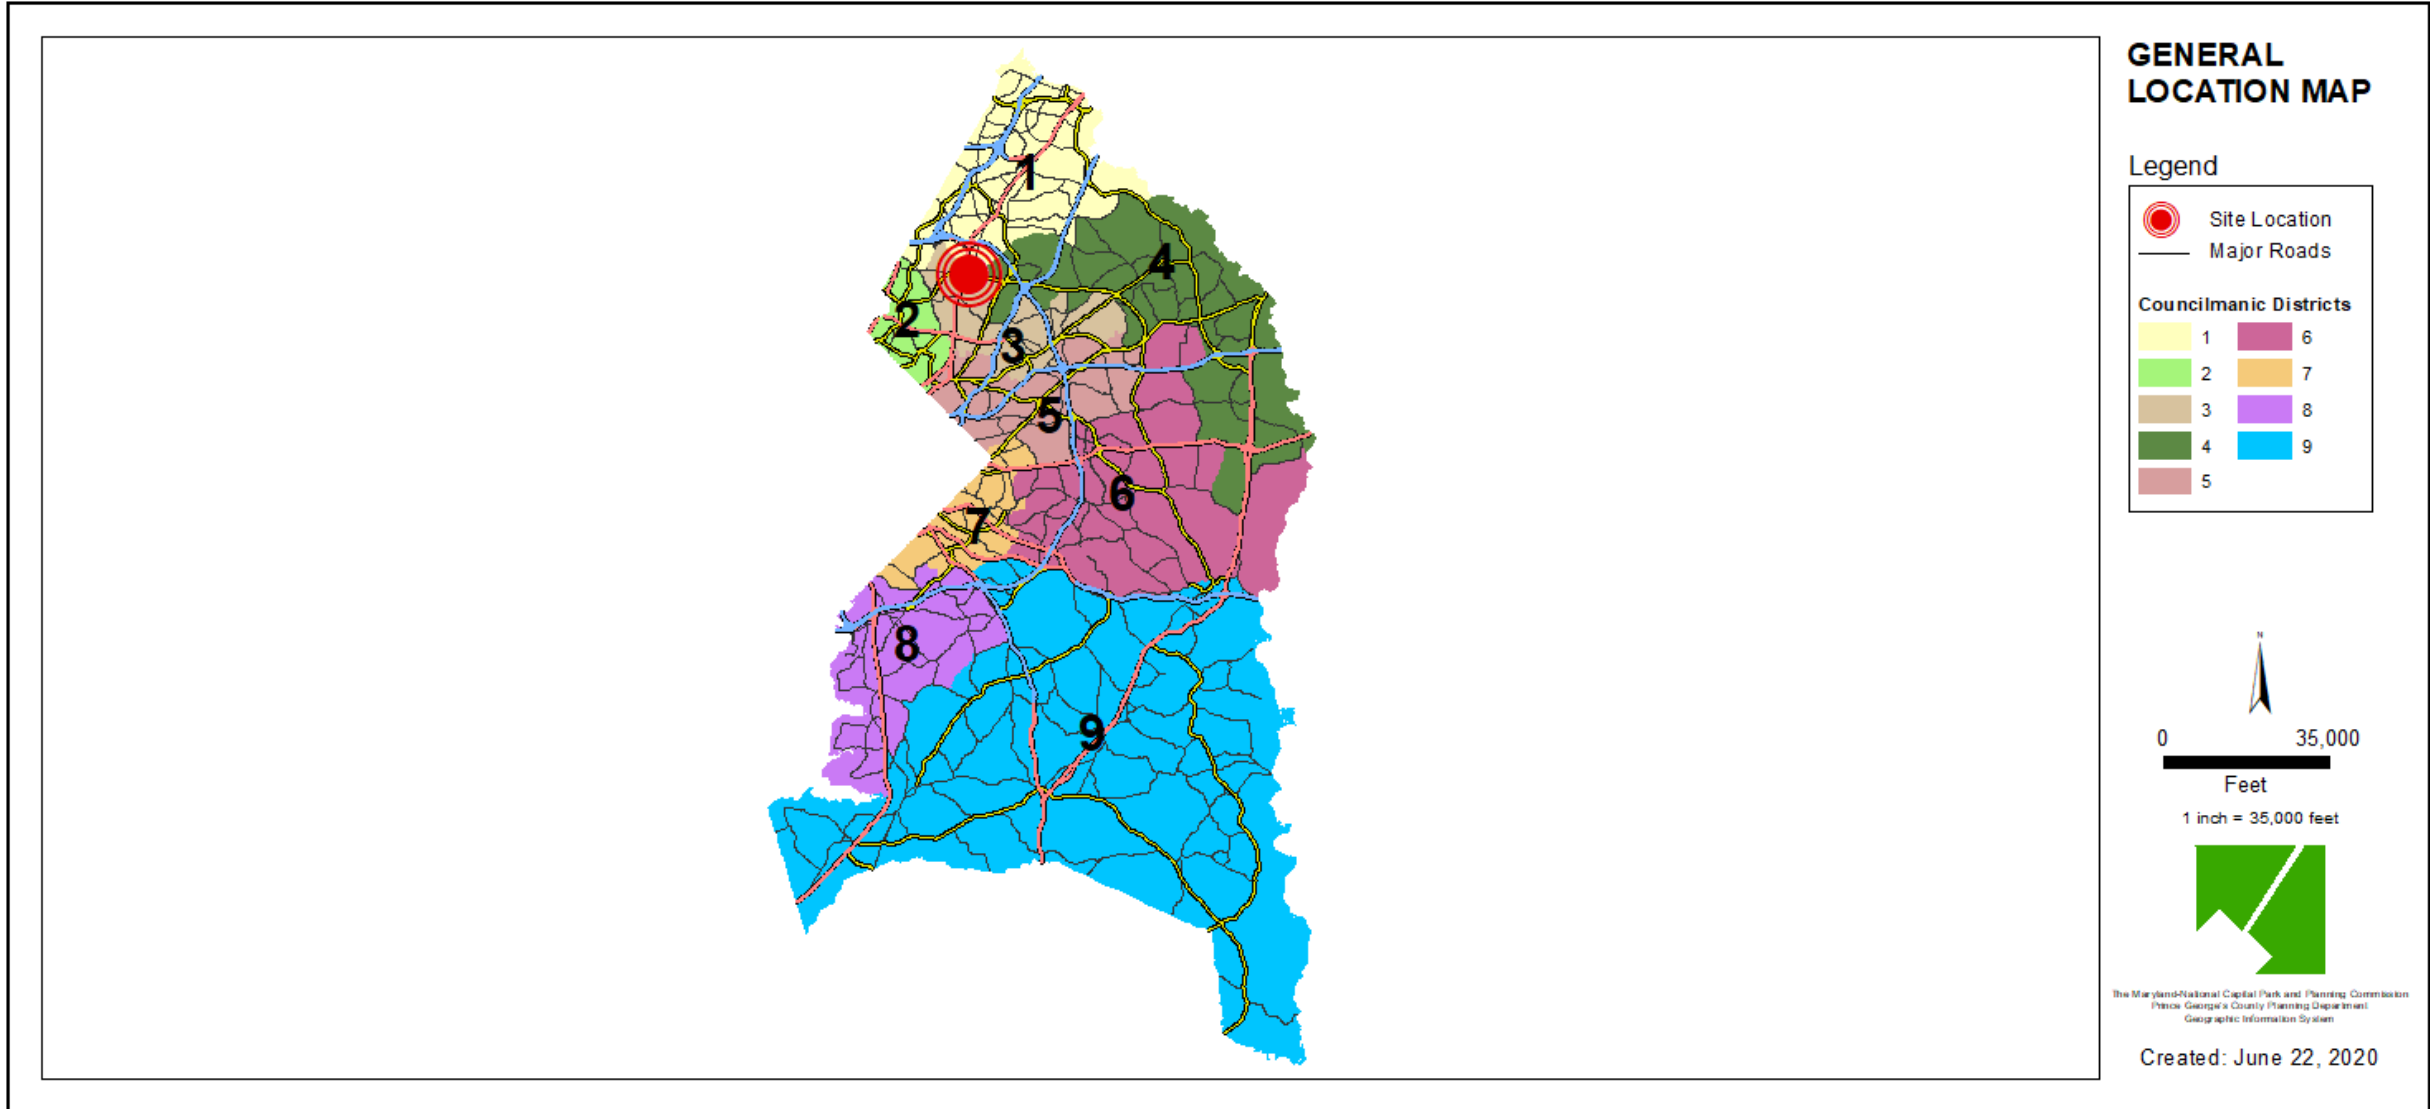 GENERAL
LOCATION MAP
Legend
Site Location
Major Roads
Councilmanic Districts
1 6
2 7
3 8
4 9
5
1
4
2
3
5
6
7
8
9
N
0 35,000
Feet
1 inch = 35,000 feet
The Maryland-National Capital Park and Planning Commission
Prince George's County Planning Department
Geographic Information System
Created: June 22, 2020